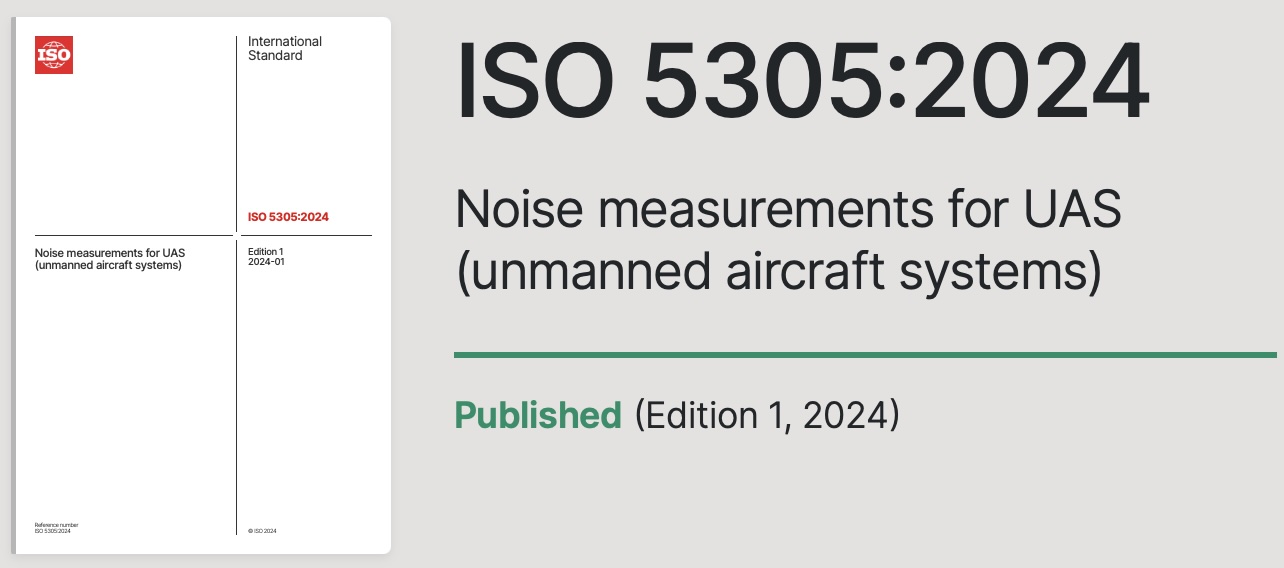 ISO
International
Standard
ISO 5305:2024
Noise measurements for UAS
(unmanned aircraft systems)
Edition 1
2024-01
Reference number
ISO 5305:2024
© ISO 2024
ISO 5305:2024
Noise measurements for UAS
(unmanned aircraft systems)
Published (Edition 1, 2024)